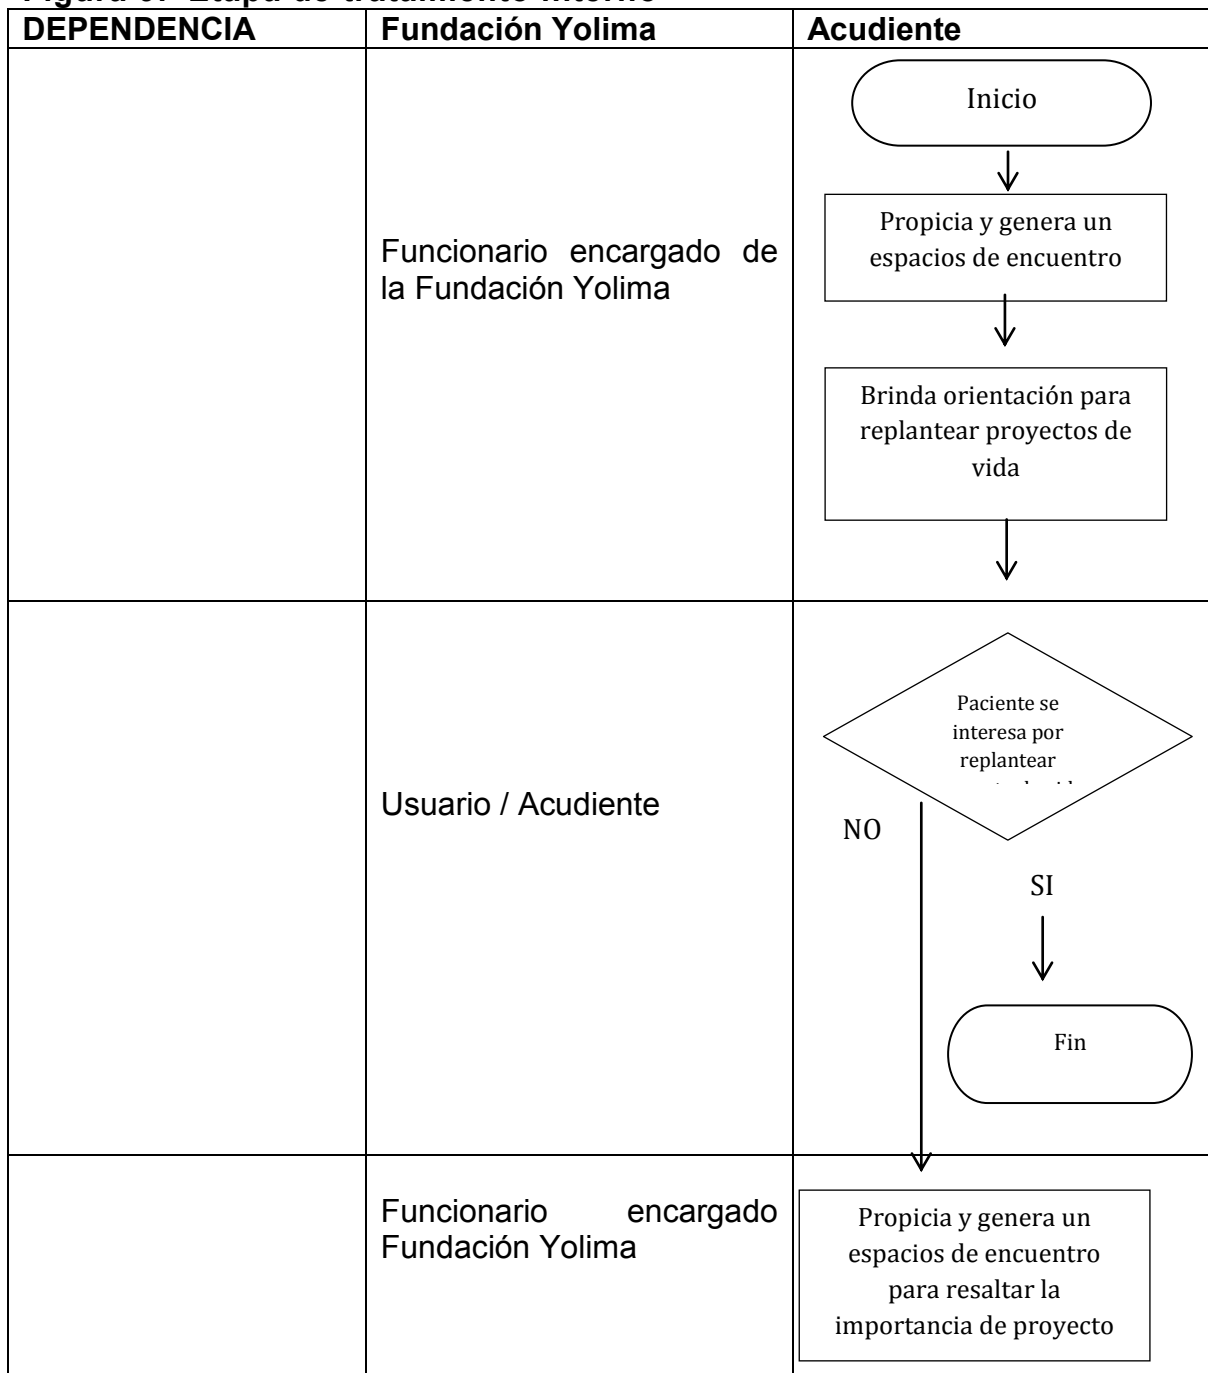 DEPENDENCIA
Fundación Yolima
Acudiente
Inicio
Propicia y genera un
espacios de encuentro
Funcionario encargado de
la Fundación Yolima
Brinda orientación para
replantear proyectos de
vida
Paciente se
interesa por
replantear
Usuario / Acudiente
NO
SI
Fin
Funcionario encargado
Fundación Yolima
Propicia y genera un
espacios de encuentro
para resaltar la
importancia de proyecto